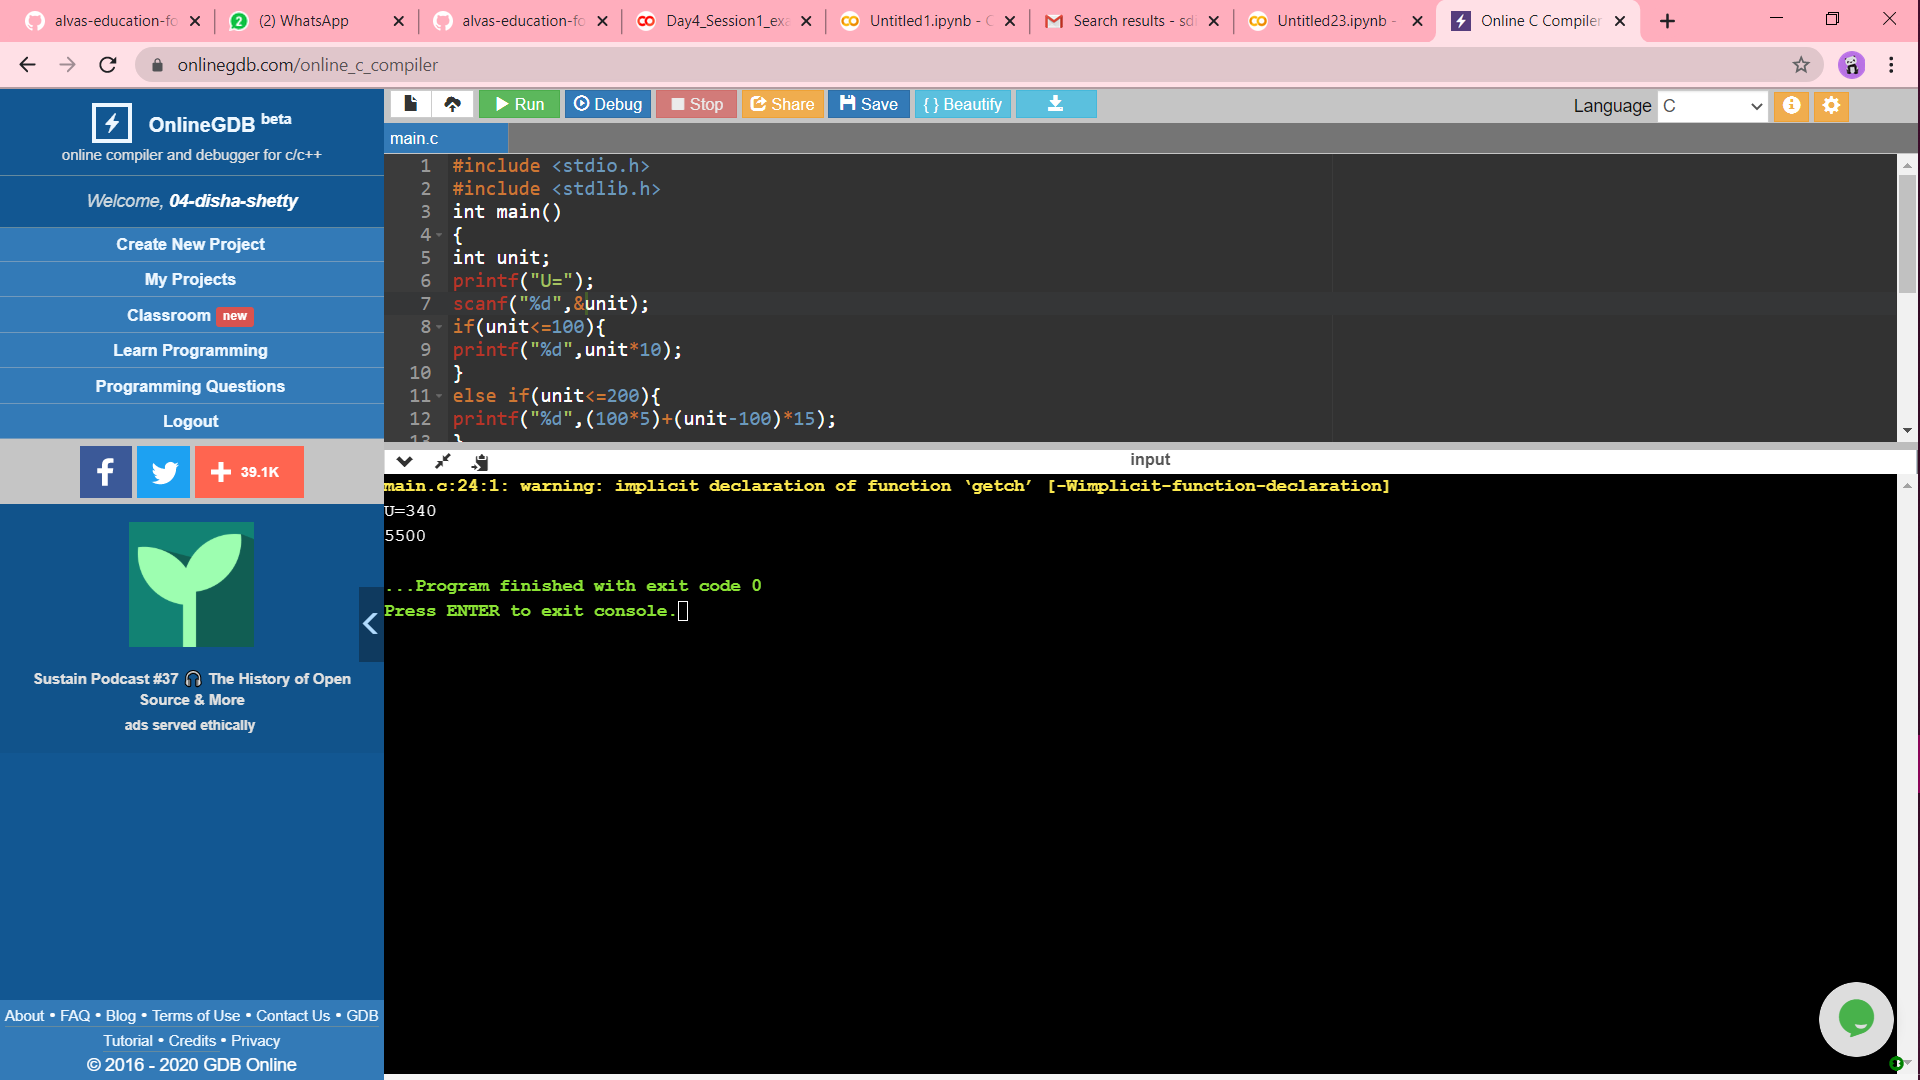 alvas-education-fo
(2) WhatsApp
alvas-education-fo
Day4_Session1_exa
Untitled1.ipynb - C
Search results - sdi
Untitled23.ipynb -
Online C Compiler
onlinegdb.com/online_c_compiler
OnlineGDB beta
online compiler and debugger for c/c++
Welcome, 04-disha-shetty
Create New Project
My Projects
Classroom new
Learn Programming
Programming Questions
Logout
39.1K
Sustain Podcast #37 🎧 The History of Open
Source & More
ads served ethically
About • FAQ • Blog • Terms of Use • Contact Us • GDB
Tutorial • Credits • Privacy
© 2016 - 2020 GDB Online
Run Debug Stop Share Save { } Beautify
Language C
main.c
1 #include <stdio.h>
2 #include <stdlib.h>
3 int main()
4 {
5 int unit;
6 printf("U=");
7 scanf("%d",&unit);
8 if(unit<=100){
9 printf("%d",unit*10);
10 }
11 else if(unit<=200){
12 printf("%d",(100*5)+(unit-100)*15);
13 }
input
main.c:24:1: warning: implicit declaration of function ‘getch’ [-Wimplicit-function-declaration]
U=340
5500
...Program finished with exit code 0
Press ENTER to exit console.